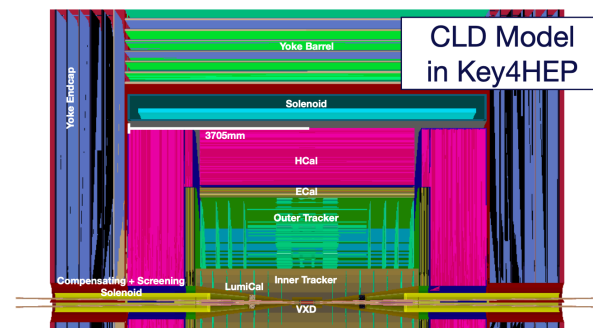 CLD Model
in Key4HEP
Yoke Barrel
Yoke Endcap
Solenoid
3705mm
HCal
ECal
Outer Tracker
Inner Tracker
Compensating + Screening
Solenoid
LumiCal
VXD